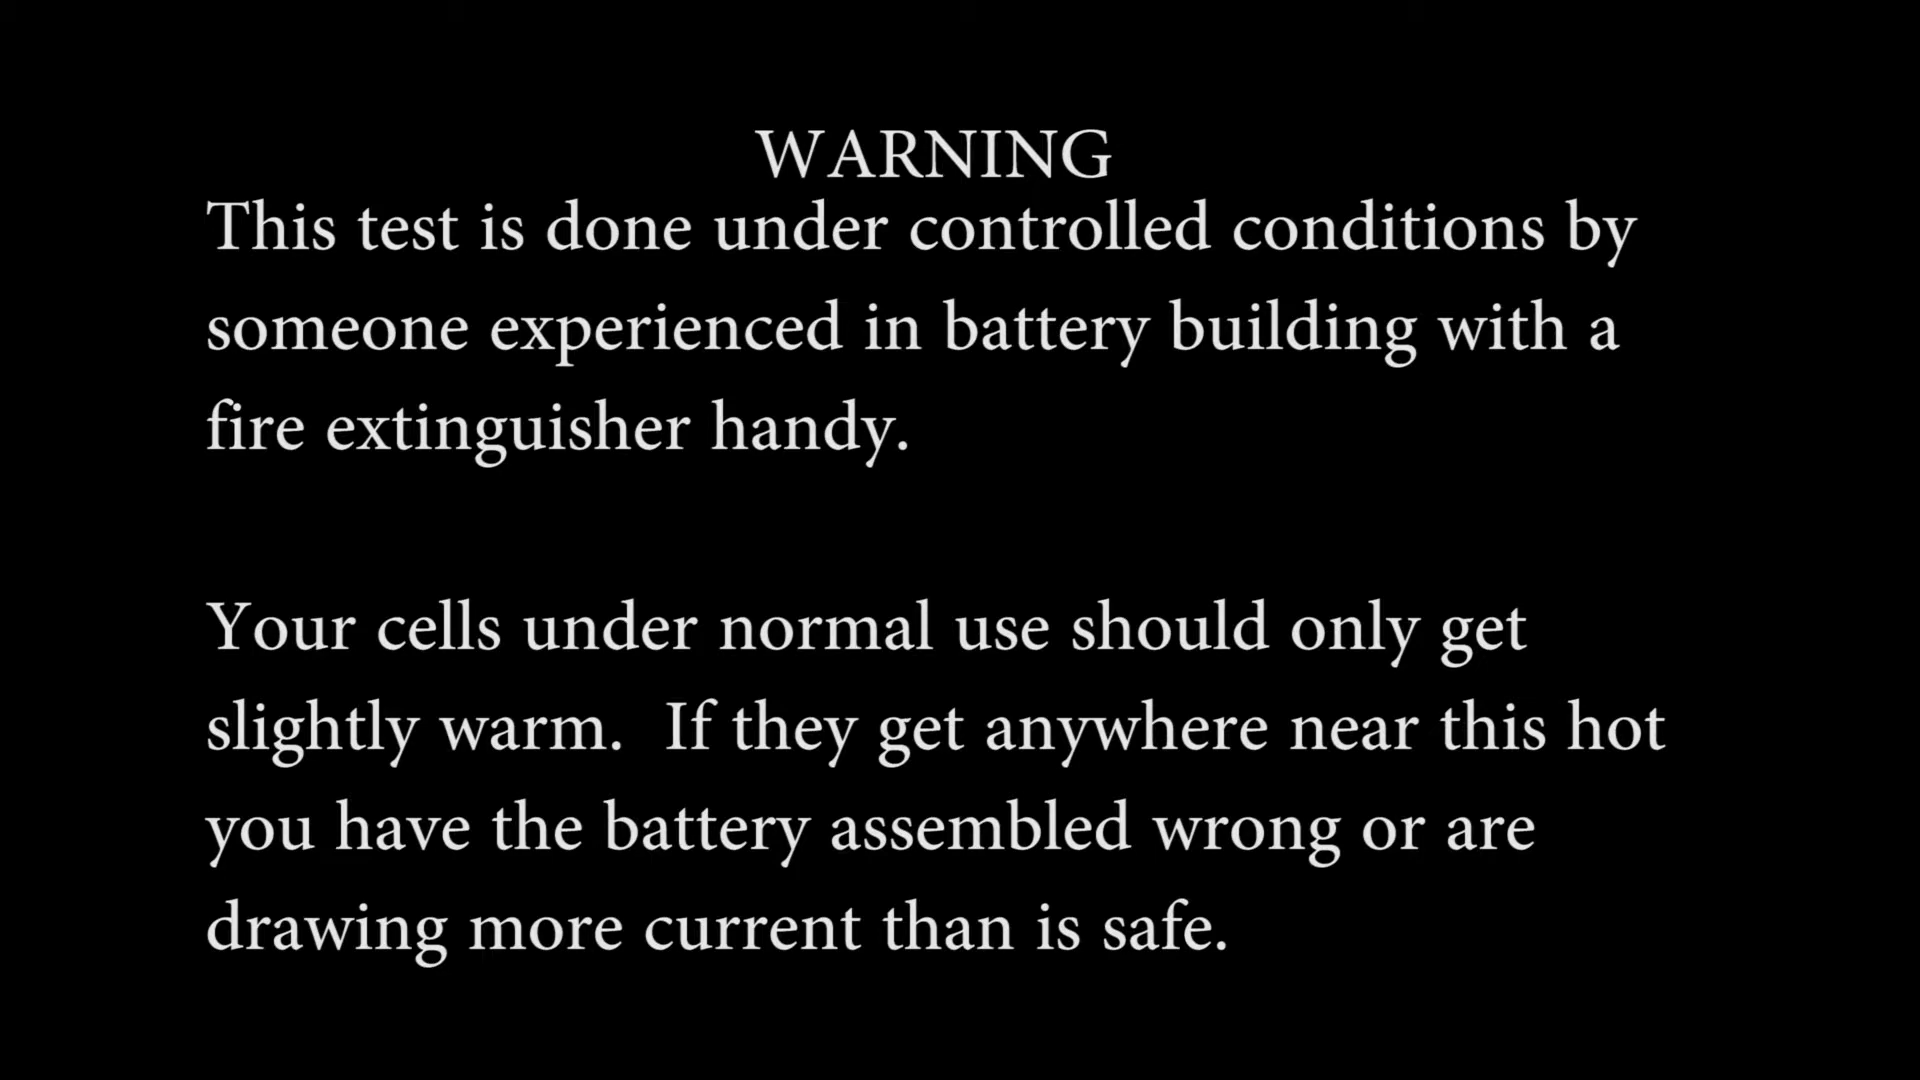 WARNING
This test is done under controlled conditions by
someone experienced in battery building with a
fire extinguisher handy.
Your cells under normal use should only get
slightly warm.  If they get anywhere near this hot
you have the battery assembled wrong or are
drawing more current than is safe.